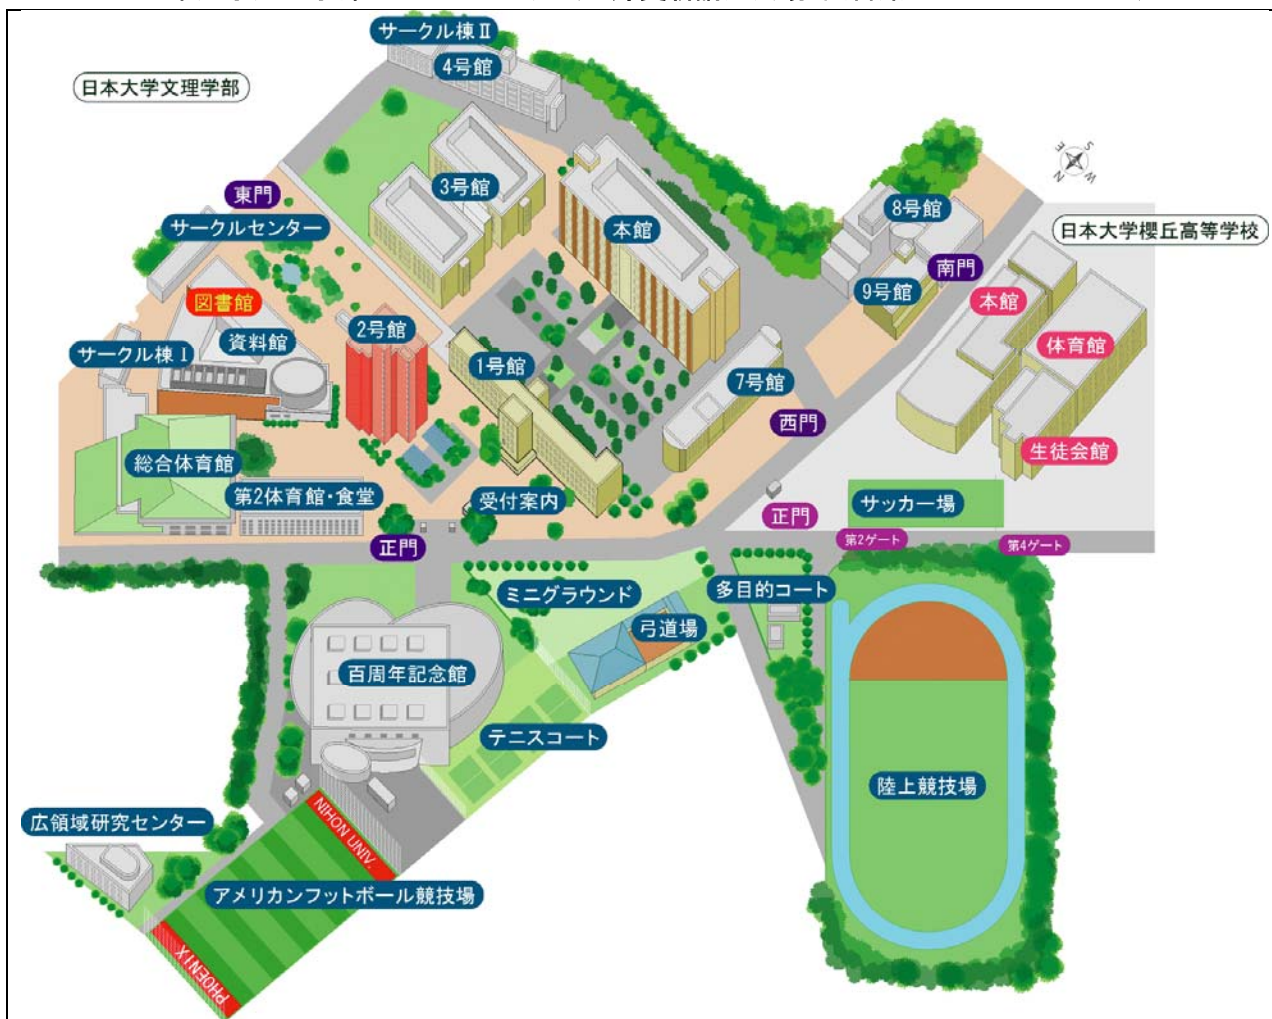 サークル棟Ⅱ
4号館
日本大学文理学部
3号館
東門
サークルセンター
本館
8号館
日本大学櫻丘高等学校
S
E
W
N
南門
9号館
本館
図書館
資料館
2号館
サークル棟Ⅰ
1号館
7号館
体育館
西門
生徒会館
総合体育館
第2体育館・食堂
受付案内
サッカー場
正門
正門
第2ゲート
第4ゲート
ミニグラウンド
多目的コート
弓道場
百周年記念館
テニスコート
陸上競技場
NIHON UNIV.
広領域研究センター
アメリカンフットボール競技場
PHOENIX